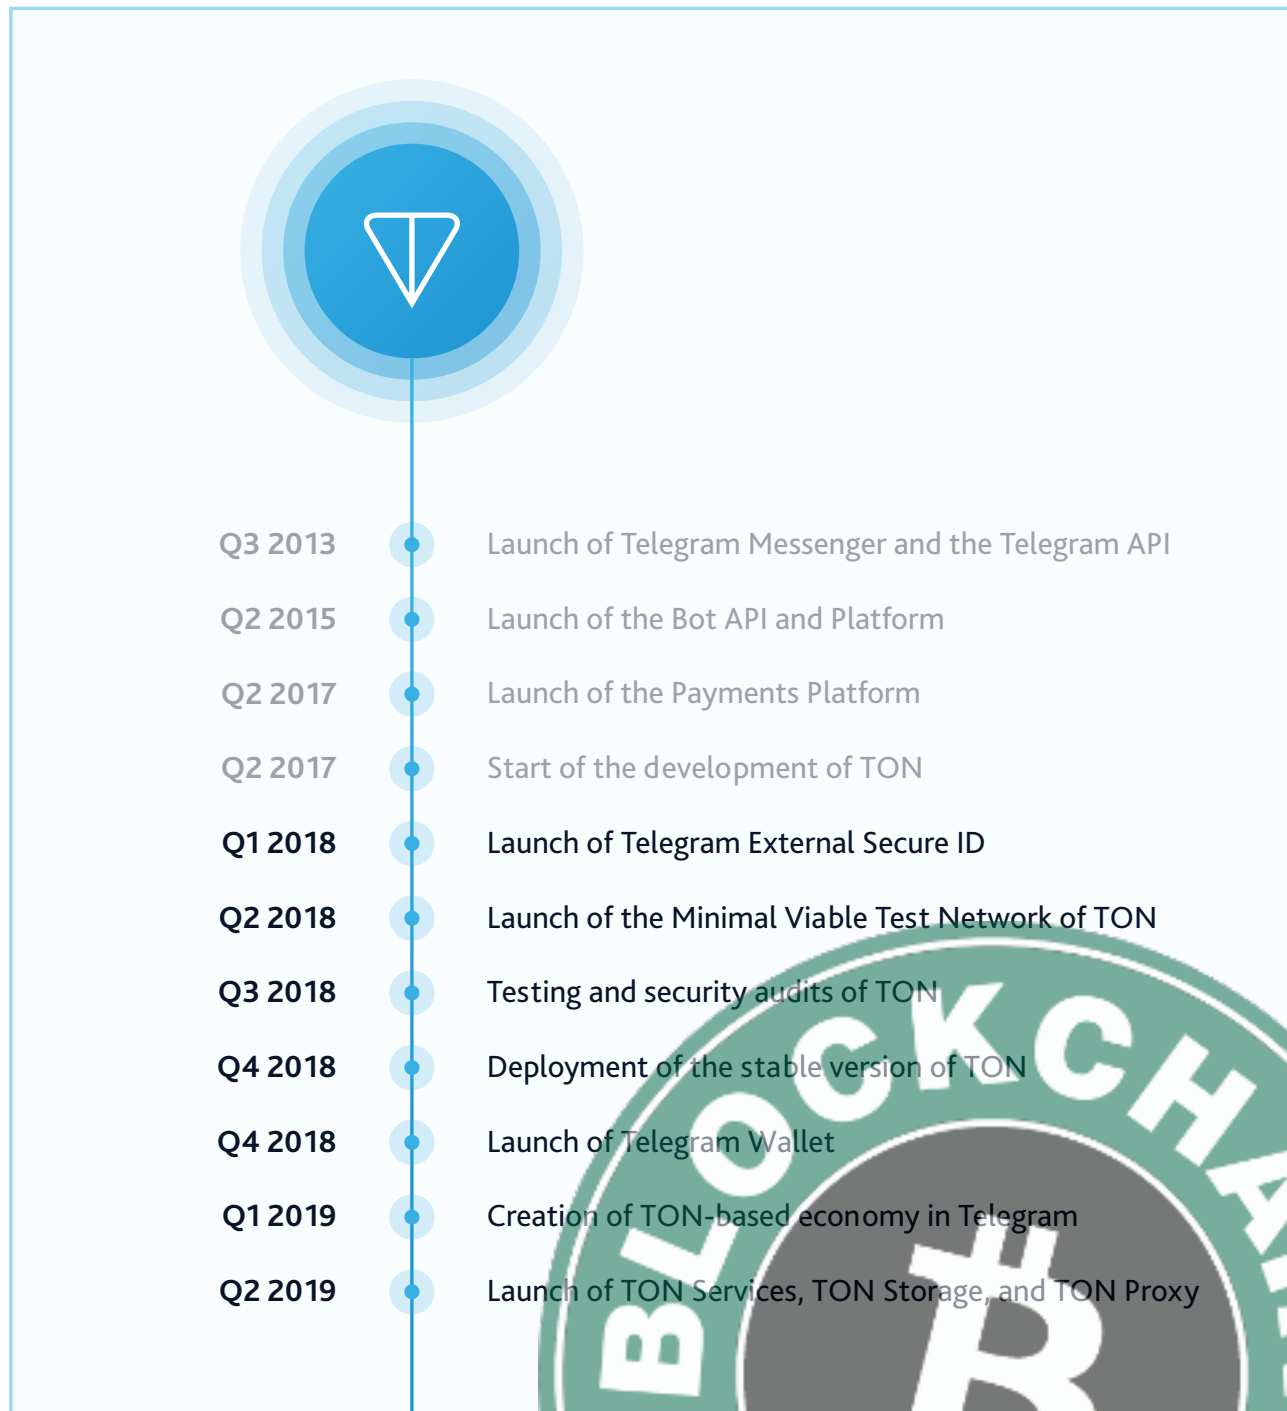 Q3 2013 Launch of Telegram Messenger and the Telegram API
Q2 2015 Launch of the Bot API and Platform
Q2 2017 Launch of the Payments Platform
Q2 2017 Start of the development of TON
Q1 2018 Launch of Telegram External Secure ID
Q2 2018 Launch of the Minimal Viable Test Network of TON
Q3 2018 Testing and security audits of TON
Q4 2018 Deployment of the stable version of TON
Q4 2018 Launch of Telegram Wallet
Q1 2019 Creation of TON-based economy in Telegram
Q2 2019 Launch of TON Services, TON Storage, and TON Proxy
BLOCKCHA